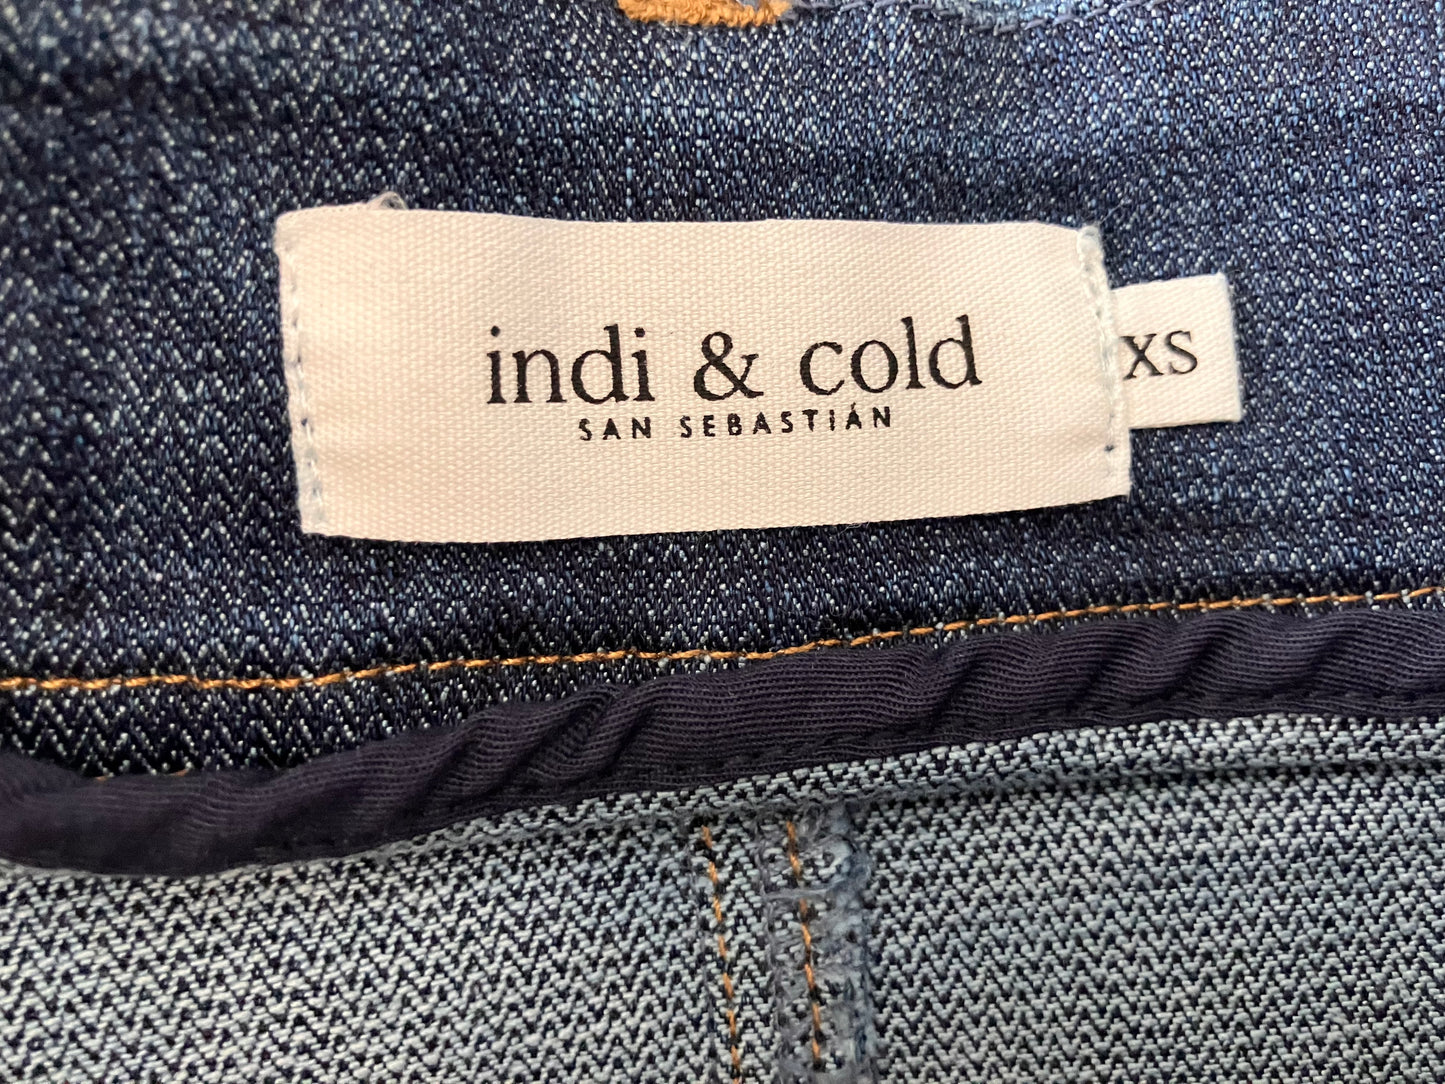 indi & cold
SAN SEBASTIÁN
XS